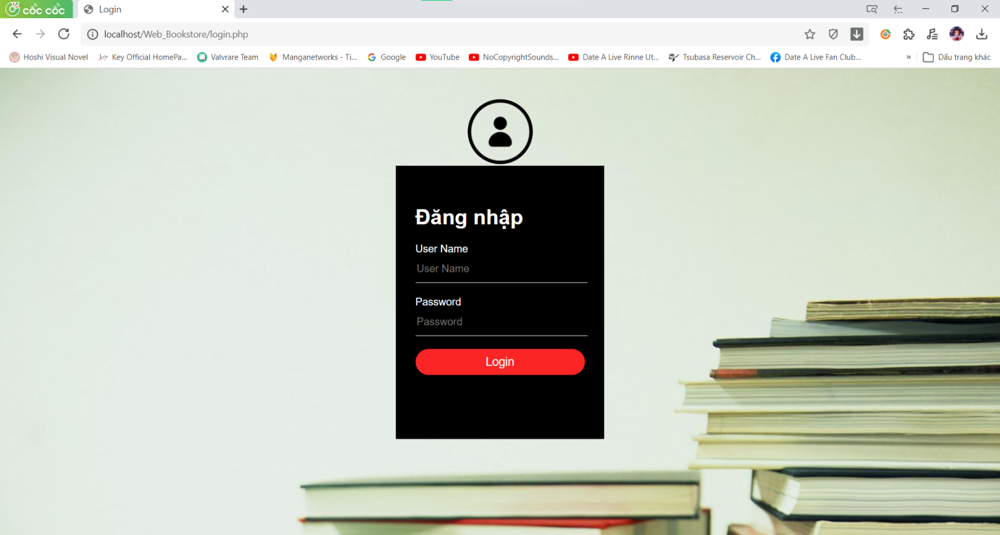 cốc cốc
Login
localhost/Web_Bookstore/login.php
Hoshi Visual Novel
Key Official HomePa...
Valvrare Team
Manganetworks - Ti...
Google
YouTube
NoCopyrightSounds...
Date A Live Rinne Ut...
Tsubasa Reservoir Ch...
Date A Live Fan Club...
»
Dấu trang khác
Đăng nhập
User Name
User Name
Password
Password
Login